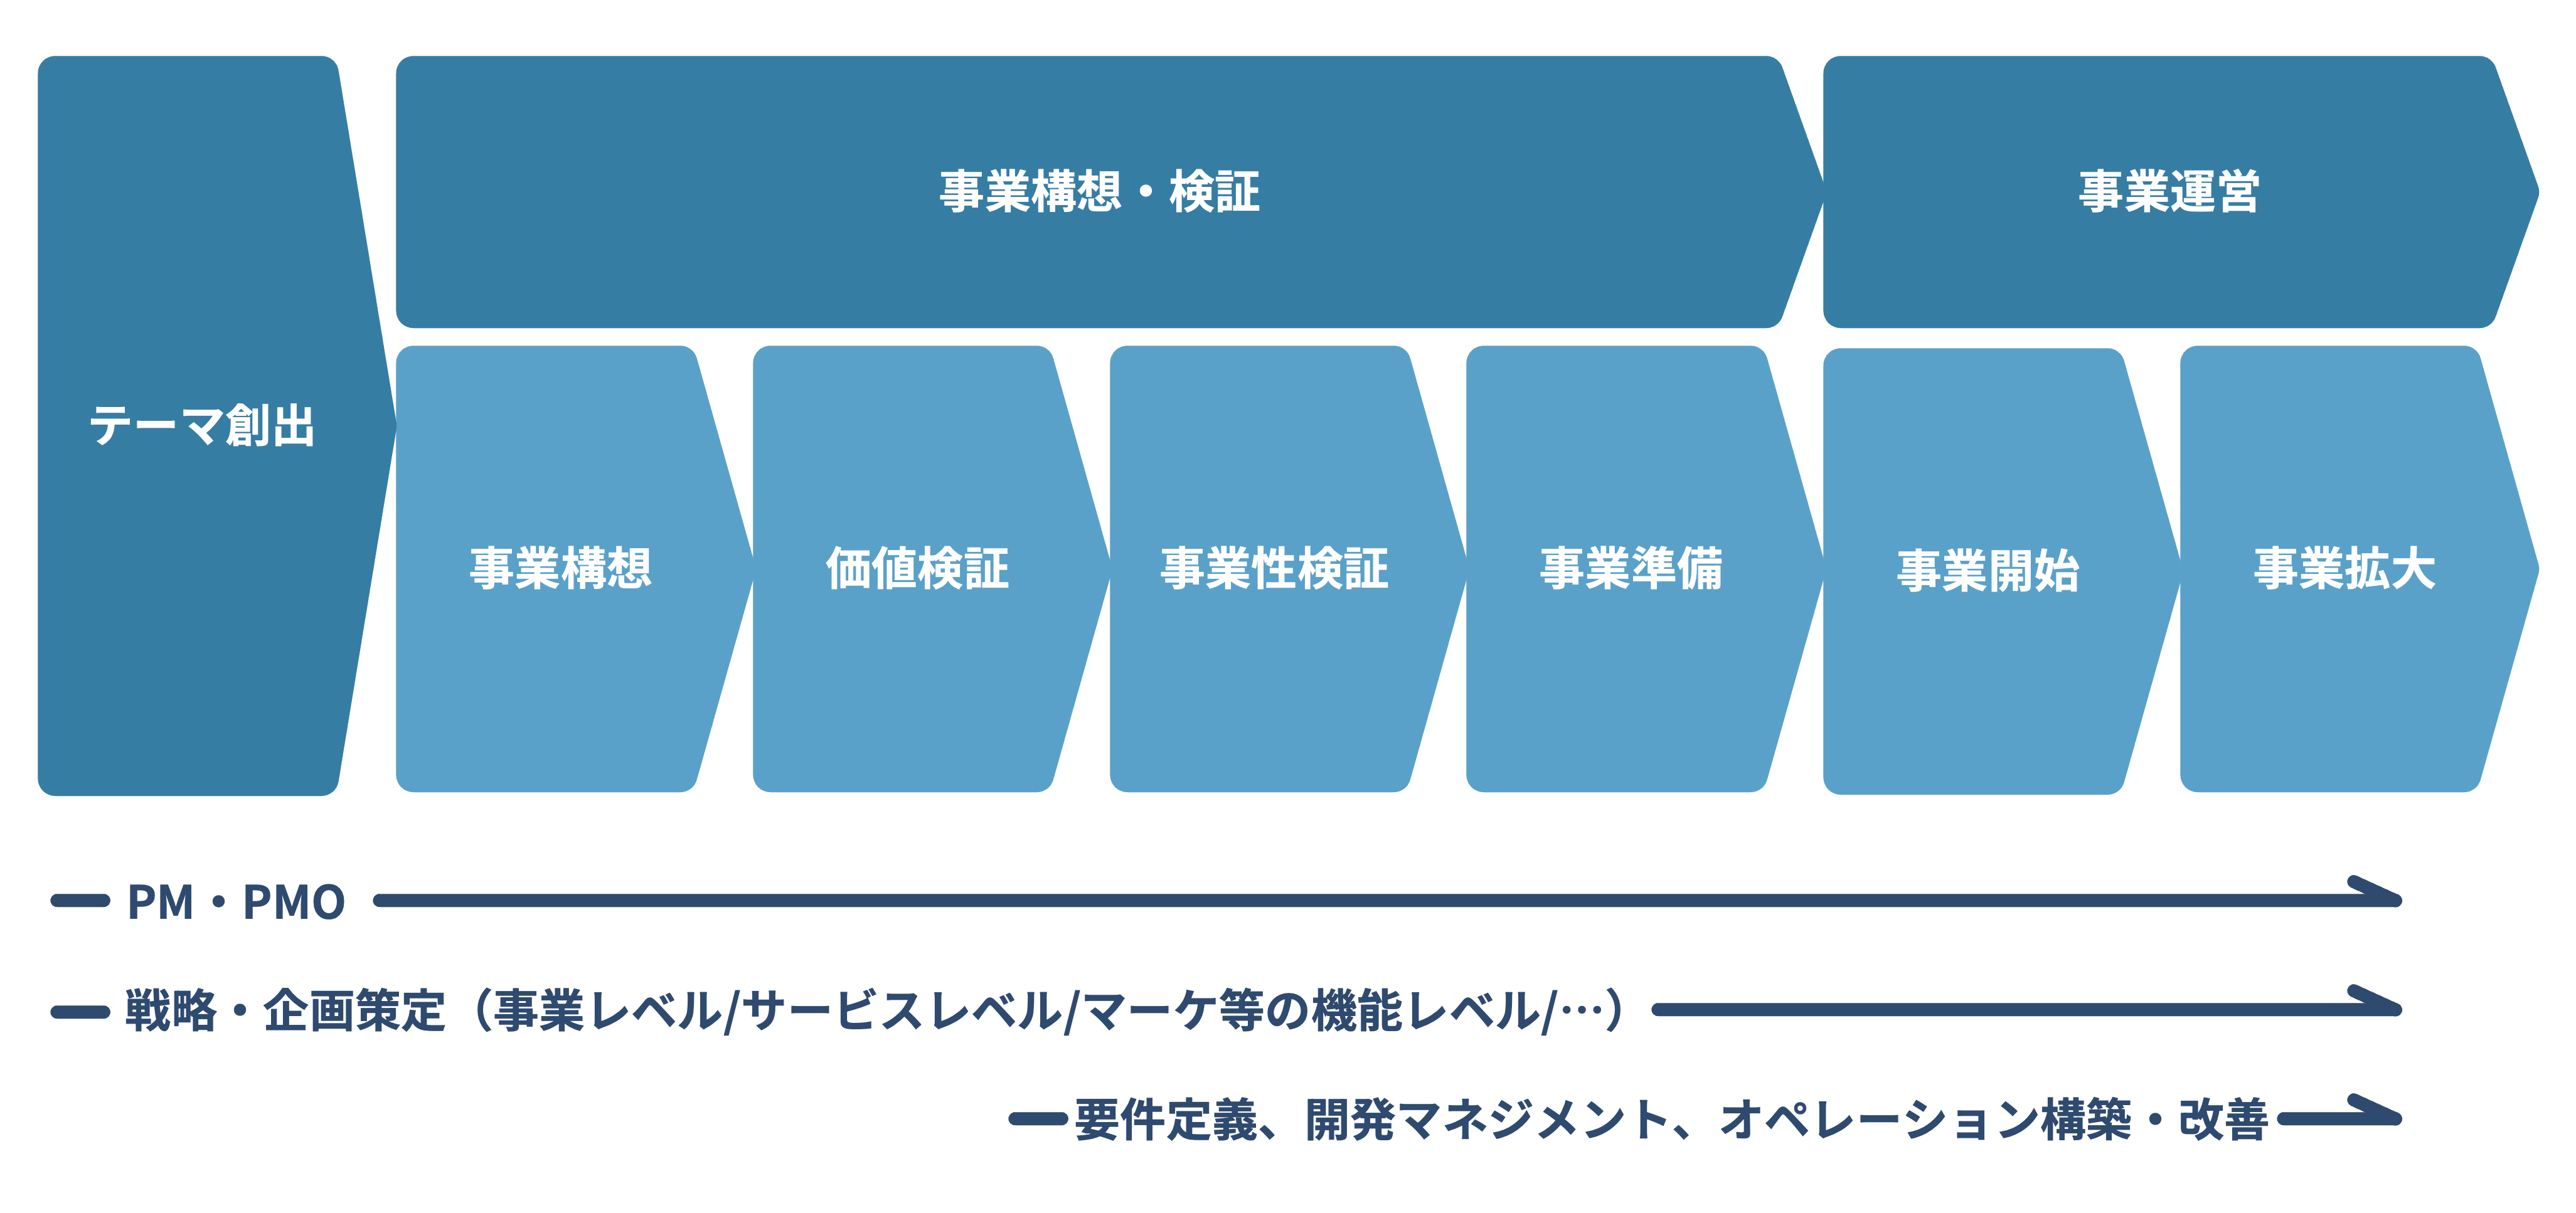 事業構想・検証
事業運営
テーマ創出
事業構想
価値検証
事業性検証
事業準備
事業開始
事業拡大
PM・PMO
戦略・企画策定（事業レベル/サービスレベル/マーケ等の機能レベル/…）
要件定義、開発マネジメント、オペレーション構築・改善